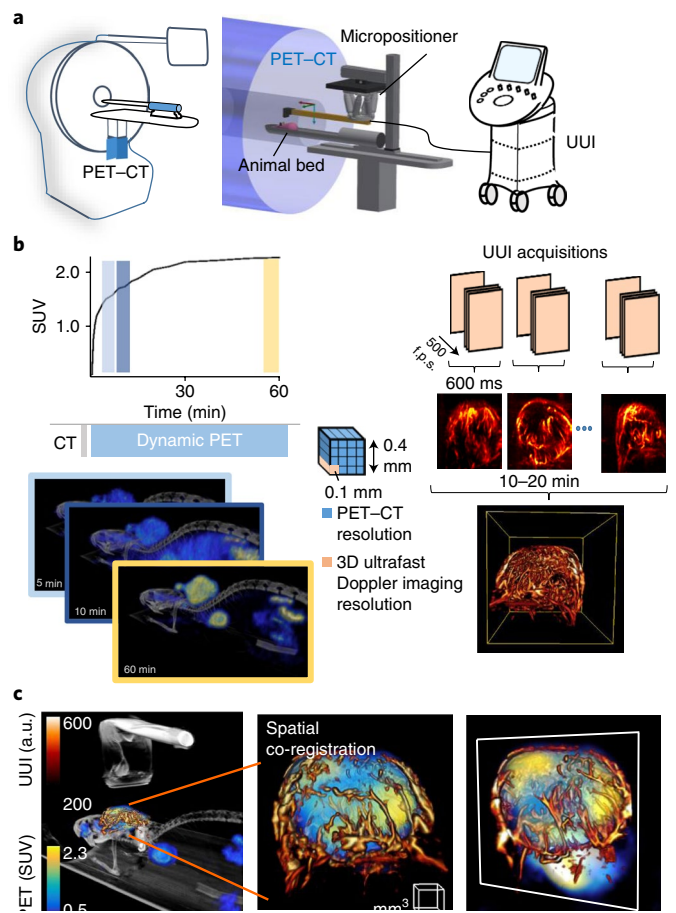 a
Micropositioner
PET–CT
PET–CT
Animal bed
UUI
b
2.0
SUV
1.0
30
60
Time (min)
CT
Dynamic PET
5 min
10 min
60 min
0.4
mm
0.1 mm
PET–CT
resolution
3D ultrafast
Doppler imaging
resolution
UUI acquisitions
500
f.p.s.
600 ms
10–20 min
c
UUI (a.u.)
600
200
PET (SUV)
2.3
0.5
Spatial
co-registration
mm³